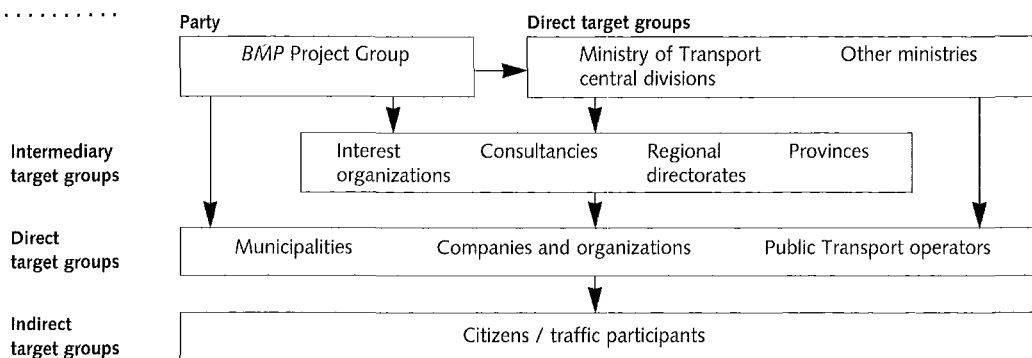 Party
Direct target groups
BMP Project Group
Ministry of Transport
central divisions
Other ministries
Intermediary
target groups
Interest
organizations
Consultancies
Regional
directorates
Provinces
Direct
target groups
Municipalities
Companies and organizations
Public Transport operators
Indirect
target groups
Citizens / traffic participants